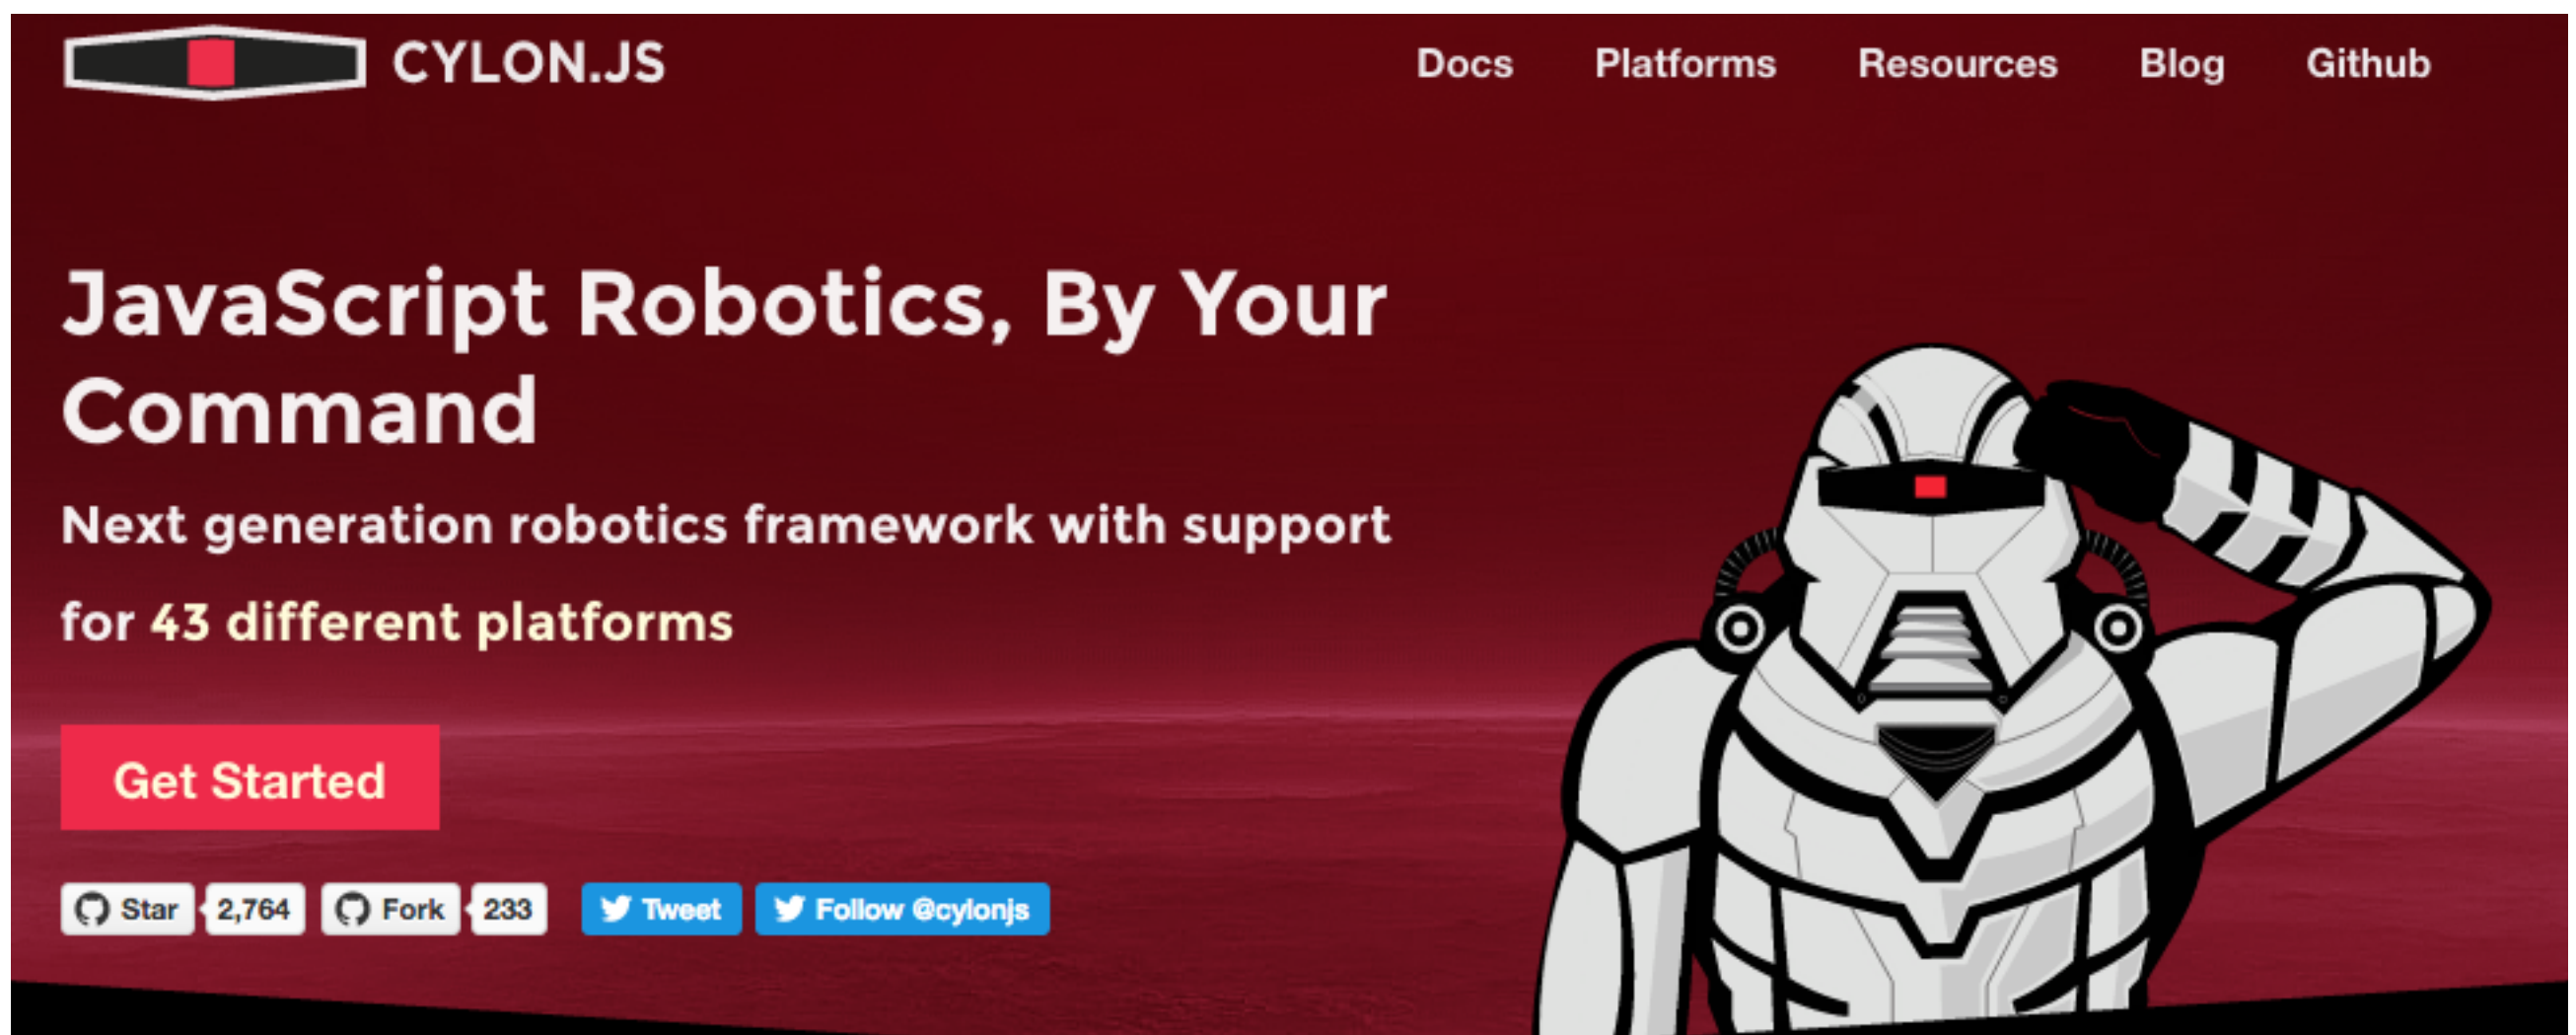 CYLON.JS
Docs Platforms Resources Blog Github
JavaScript Robotics, By Your
Command
Next generation robotics framework with support
for 43 different platforms
Get Started
Star 2,764 Fork 233 Tweet Follow @cylonjs